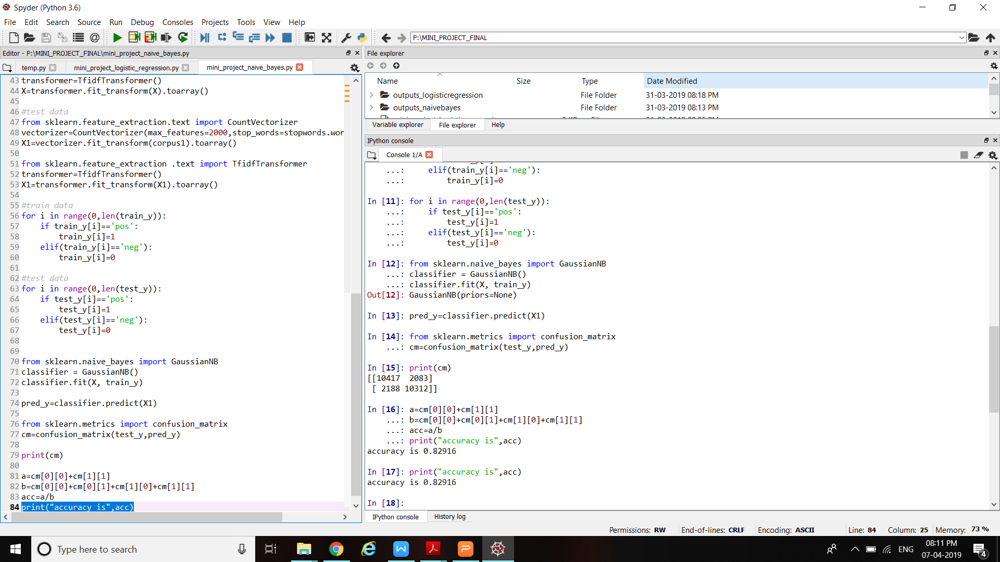 Spyder (Python 3.6)
File Edit Search Source Run Debug Consoles Projects Tools View Help
P:\MINI_PROJECT_FINAL
Editor - P:\MINI_PROJECT_FINAL\mini_project_naive_bayes.py
temp.py mini_project_logistic_regression.py mini_project_naive_bayes.py
43 transformer=TfidfTransformer()
44 X=transformer.fit_transform(X).toarray()
45
46 #test data
47 from sklearn.feature_extraction.text import CountVectorizer
48 vectorizer=CountVectorizer(max_features=2000,stop_words=stopwords.wor
49 X1=vectorizer.fit_transform(corpus1).toarray()
50
51 from sklearn.feature_extraction .text import TfidfTransformer
52 transformer=TfidfTransformer()
53 X1=transformer.fit_transform(X1).toarray()
54
55 #train data
56 for i in range(0,len(train_y)):
57     if train_y[i]=='pos':
58         train_y[i]=1
59     elif(train_y[i]=='neg'):
60         train_y[i]=0
61
62 #test data
63 for i in range(0,len(test_y)):
64     if test_y[i]=='pos':
65         test_y[i]=1
66     elif(test_y[i]=='neg'):
67         test_y[i]=0
68
69
70 from sklearn.naive_bayes import GaussianNB
71 classifier = GaussianNB()
72 classifier.fit(X, train_y)
73
74 pred_y=classifier.predict(X1)
75
76 from sklearn.metrics import confusion_matrix
77 cm=confusion_matrix(test_y,pred_y)
78
79 print(cm)
80
81 a=cm[0][0]+cm[1][1]
82 b=cm[0][0]+cm[0][1]+cm[1][0]+cm[1][1]
83 acc=a/b
84 print("accuracy is",acc)
File explorer
Name Size Type Date Modified
outputs_logisticregression File Folder 31-03-2019 08:18 PM
outputs_naivebayes File Folder 31-03-2019 08:13 PM
Variable explorer File explorer Help
IPython console
Console 1/A
...:     elif(train_y[i]=='neg'):
...:         train_y[i]=0
In [11]: for i in range(0,len(test_y)):
...:     if test_y[i]=='pos':
...:         test_y[i]=1
...:     elif(test_y[i]=='neg'):
...:         test_y[i]=0
In [12]: from sklearn.naive_bayes import GaussianNB
...: classifier = GaussianNB()
...: classifier.fit(X, train_y)
Out[12]: GaussianNB(priors=None)
In [13]: pred_y=classifier.predict(X1)
In [14]: from sklearn.metrics import confusion_matrix
...: cm=confusion_matrix(test_y,pred_y)
In [15]: print(cm)
[[10417  2083]
 [ 2188 10312]]
In [16]: a=cm[0][0]+cm[1][1]
...: b=cm[0][0]+cm[0][1]+cm[1][0]+cm[1][1]
...: acc=a/b
...: print("accuracy is",acc)
accuracy is 0.82916
In [17]: print("accuracy is",acc)
accuracy is 0.82916
In [18]:
IPython console History log
Permissions: RW End-of-lines: CRLF Encoding: ASCII Line: 84 Column: 25 Memory: 73 %
Type here to search
ENG
08:11 PM
07-04-2019
4